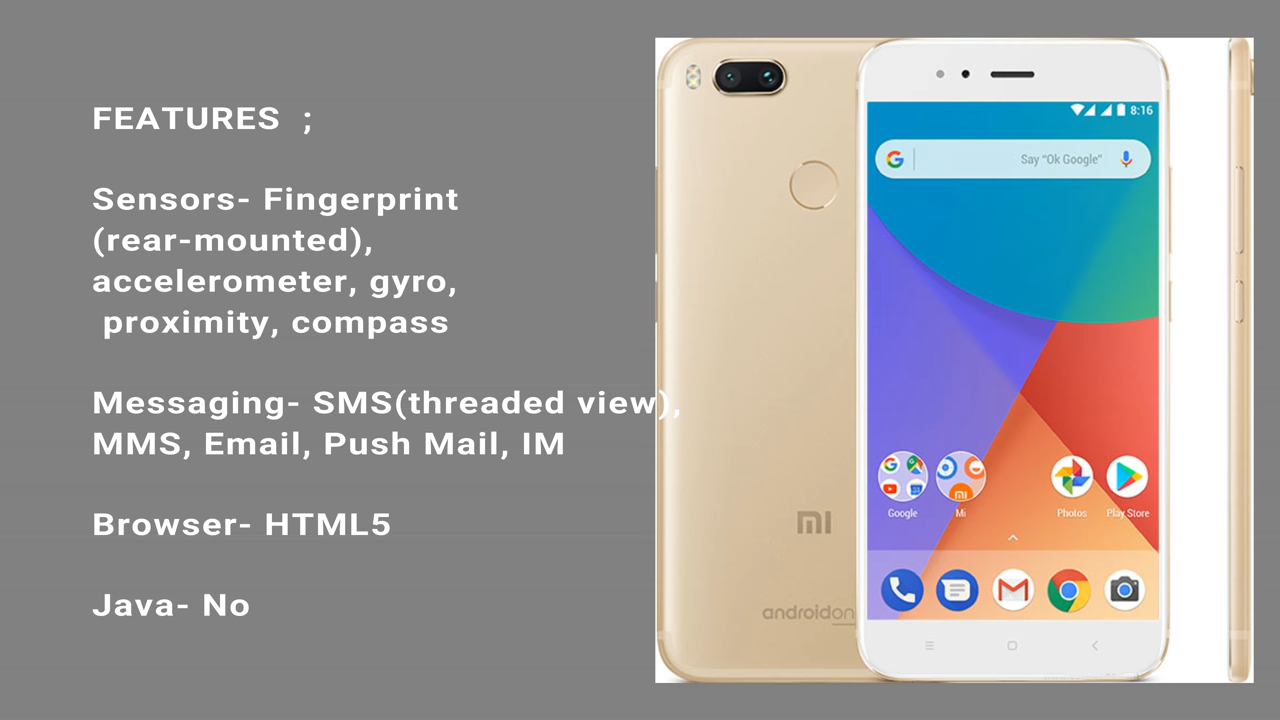 FEATURES ;
Sensors- Fingerprint
(rear-mounted),
accelerometer, gyro,
proximity, compass
Messaging- SMS(threaded view),
MMS, Email, Push Mail, IM
Browser- HTML5
Java- No
8:16
Say "Ok Google"
Google
Mi
Photos
Play Store
MI
androidon